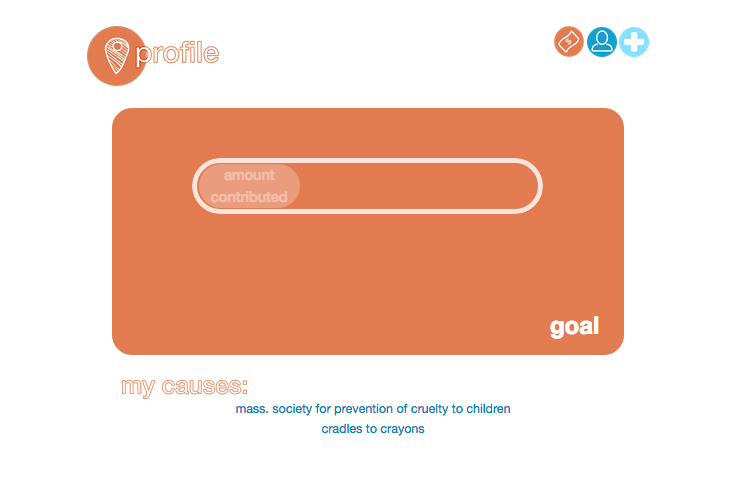 profile
amount
contributed
goal
my causes:
mass. society for prevention of cruelty to children
cradles to crayons